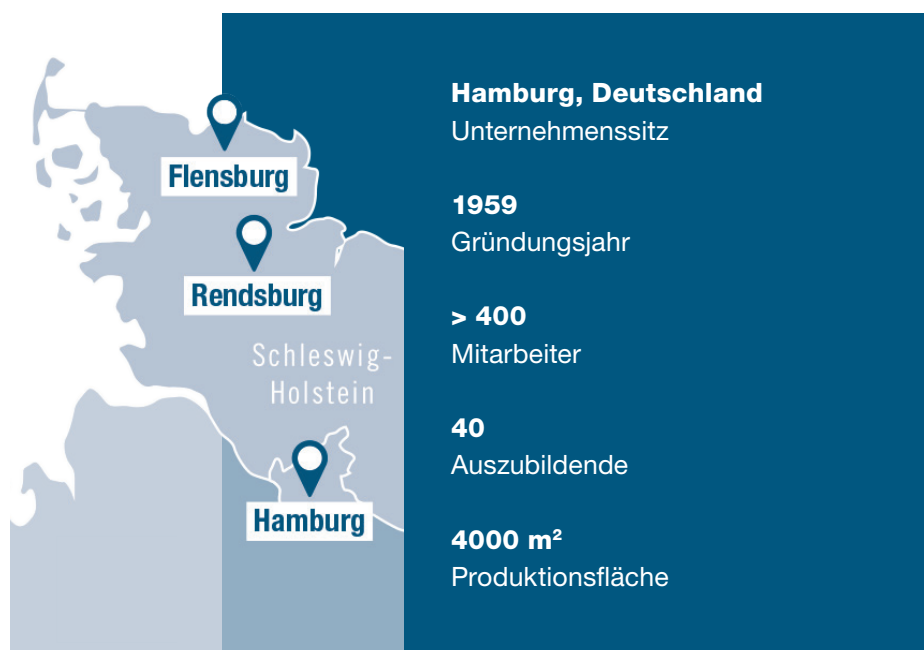 Flensburg
Rendsburg
Schleswig-
Holstein
Hamburg
Hamburg, Deutschland
Unternehmenssitz
1959
Gründungsjahr
> 400
Mitarbeiter
40
Auszubildende
4000 m²
Produktionsfläche